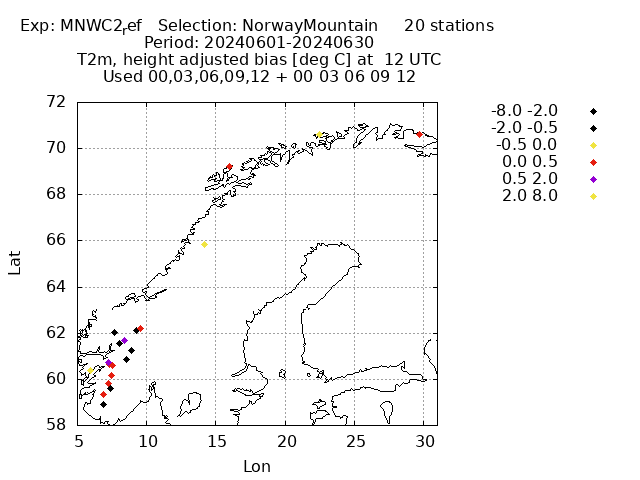 Exp: MNWC2ref Selection: NorwayMountain 20 stations
Period: 20240601-20240630
T2m, height adjusted bias [deg C] at 12 UTC
Used 00,03,06,09,12 + 00 03 06 09 12
72
70
68
66
64
62
60
58
5 10 15 20 25 30
Lat
Lon
-8.0 -2.0
-2.0 -0.5
-0.5 0.0
0.0 0.5
0.5 2.0
2.0 8.0